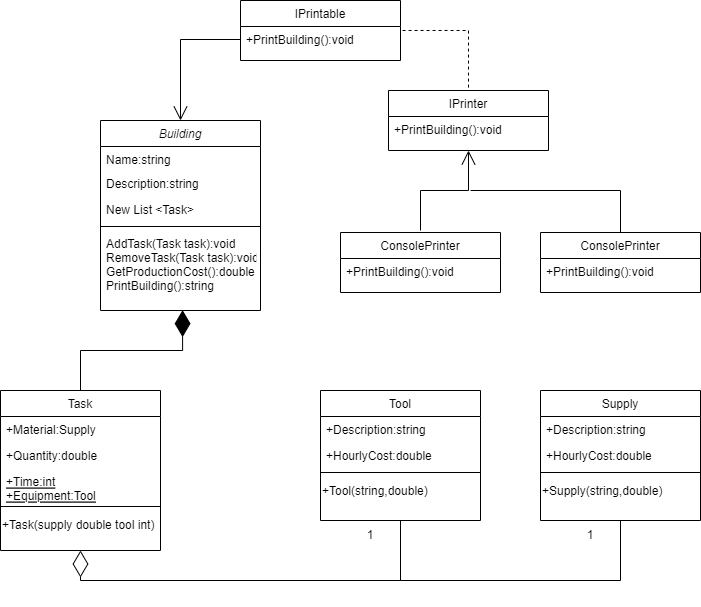 IPrintable
+PrintBuilding():void
IPrinter
+PrintBuilding():void
Building
Name:string
Description:string
New List <Task>
AddTask(Task task):void
RemoveTask(Task task):void
GetProductionCost():double
PrintBuilding():string
ConsolePrinter
+PrintBuilding():void
ConsolePrinter
+PrintBuilding():void
Task
+Material:Supply
+Quantity:double
+Time:int
+Equipment:Tool
+Task(supply double tool int)
Tool
+Description:string
+HourlyCost:double
+Tool(string,double)
1
Supply
+Description:string
+HourlyCost:double
+Supply(string,double)
1